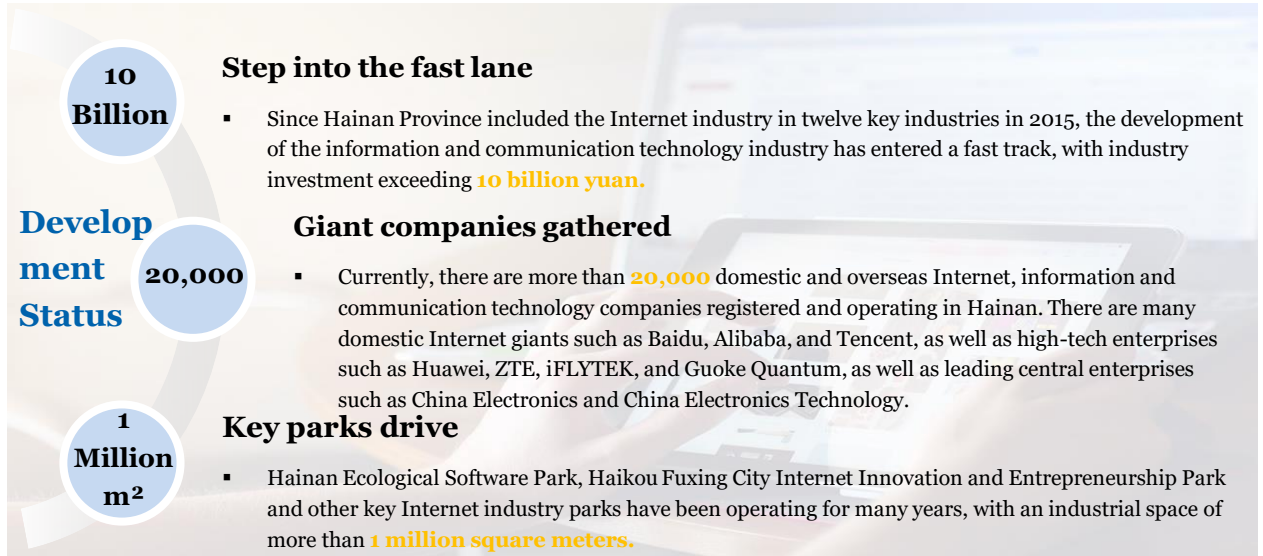 10
Billion
Step into the fast lane
▪ Since Hainan Province included the Internet industry in twelve key industries in 2015, the development
of the information and communication technology industry has entered a fast track, with industry
investment exceeding 10 billion yuan.
Develop
ment
Status
20,000
Giant companies gathered
▪ Currently, there are more than 20,000 domestic and overseas Internet, information and
communication technology companies registered and operating in Hainan. There are many
domestic Internet giants such as Baidu, Alibaba, and Tencent, as well as high-tech enterprises
such as Huawei, ZTE, iFLYTEK, and Guoke Quantum, as well as leading central enterprises
such as China Electronics and China Electronics Technology.
1
Million
m²
Key parks drive
▪ Hainan Ecological Software Park, Haikou Fuxing City Internet Innovation and Entrepreneurship Park
and other key Internet industry parks have been operating for many years, with an industrial space of
more than 1 million square meters.